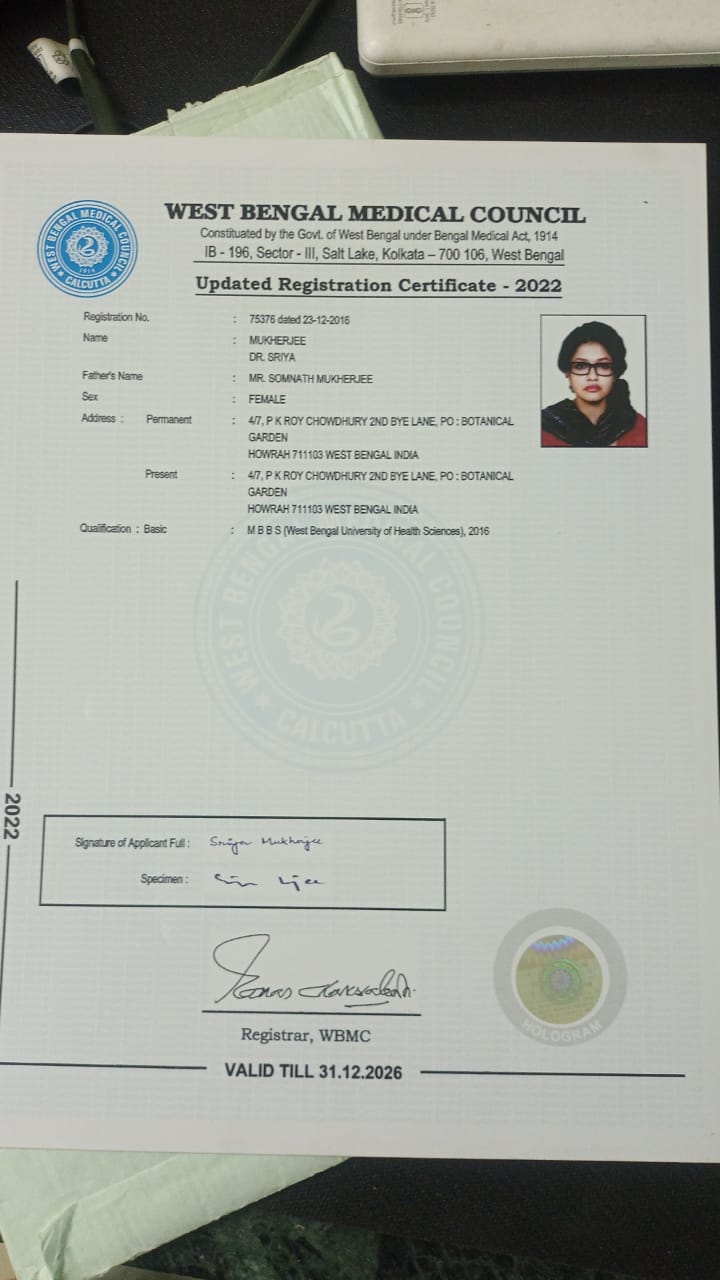 WEST BENGAL MEDICAL COUNCIL
Constituated by the Govt. of West Bengal under Bengal Medical Act, 1914
IB - 196, Sector - III, Salt Lake, Kolkata – 700 106, West Bengal
Updated Registration Certificate - 2022
WEST BENGAL MEDICAL COUNCIL
CALCUTTA
1914
Registration No. : 75376 dated 23-12-2016
Name : MUKHERJEE
DR. SRIYA
Father's Name : MR. SOMNATH MUKHERJEE
Sex : FEMALE
Address : Permanent : 4/7, P K ROY CHOWDHURY 2ND BYE LANE, PO : BOTANICAL
GARDEN
HOWRAH 711103 WEST BENGAL INDIA
Present : 4/7, P K ROY CHOWDHURY 2ND BYE LANE, PO : BOTANICAL
GARDEN
HOWRAH 711103 WEST BENGAL INDIA
Qualification : Basic : M B B S (West Bengal University of Health Sciences), 2016
WEST BENGAL MEDICAL COUNCIL
CALCUTTA
2022
Signature of Applicant Full : Sriya Mukherjee
Specimen :
Registrar, WBMC
HOLOGRAM
VALID TILL 31.12.2026